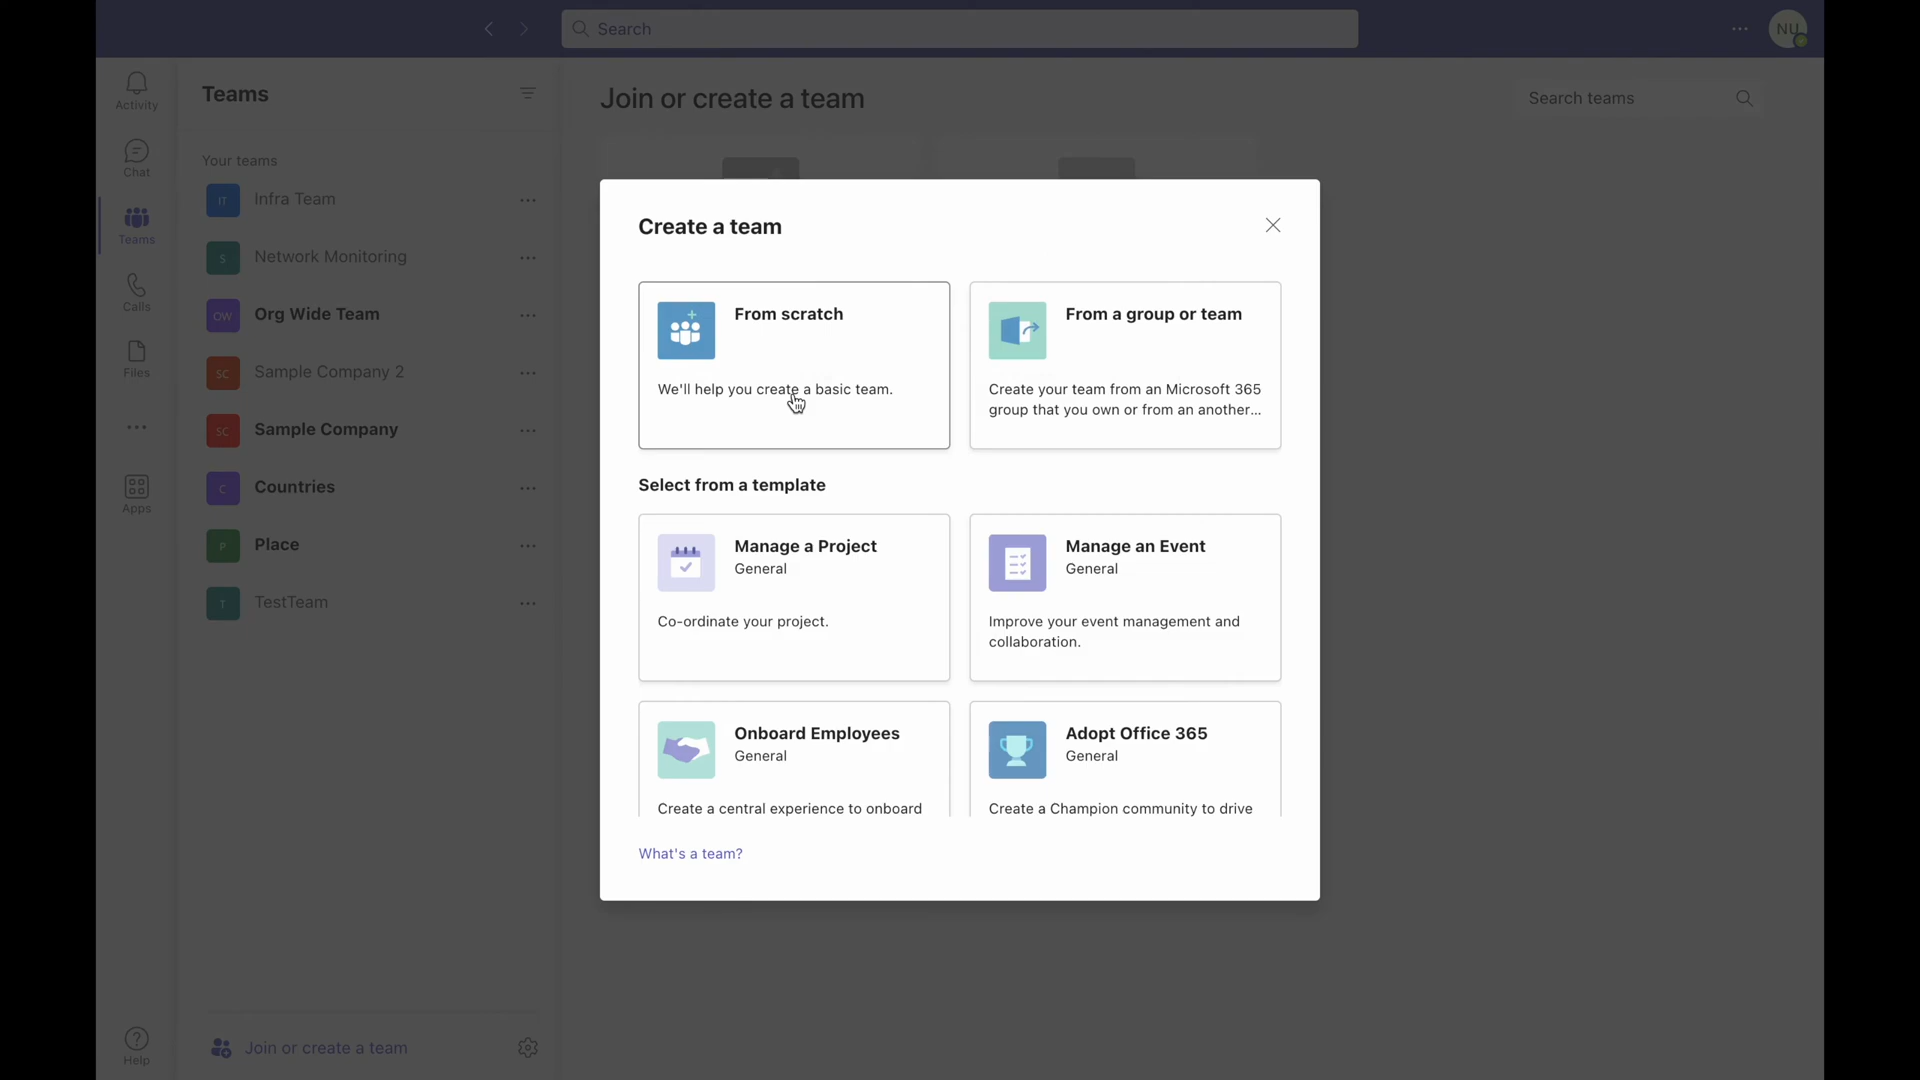 Search
NU
Activity
Chat
Teams
Calls
Files
Apps
Help
Teams
Your teams
IT Infra Team
S Network Monitoring
OW Org Wide Team
SC Sample Company 2
SC Sample Company
C Countries
P Place
T TestTeam
Join or create a team
Join or create a team
Search teams
Create a team
From scratch
We'll help you create a basic team.
From a group or team
Create your team from an Microsoft 365
group that you own or from an another...
Select from a template
Manage a Project
General
Co-ordinate your project.
Manage an Event
General
Improve your event management and
collaboration.
Onboard Employees
General
Create a central experience to onboard
Adopt Office 365
General
Create a Champion community to drive
What's a team?